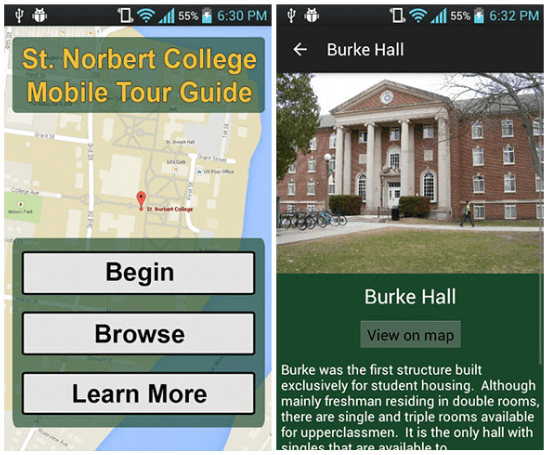 55% 6:30 PM
St. Norbert College
Mobile Tour Guide
Grant St
St. Joseph Hall
Grant Street
Ed's Cafe
US Post Office
College Ave
3rd St
First St
St. Norbert College
Begin
Browse
Learn More
55% 6:32 PM
Burke Hall
Burke Hall
View on map
Burke was the first structure built
exclusively for student housing. Although
mainly freshman residing in double rooms,
there are single and triple rooms available
for upperclassmen. It is the only hall with
singles that are available to